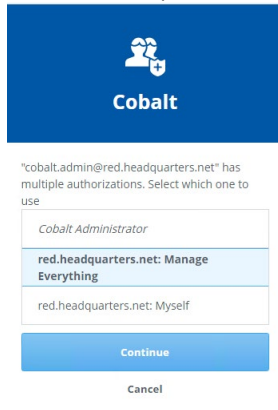 Cobalt
"cobalt.admin@red.headquarters.net" has
multiple authorizations. Select which one to
use
Cobalt Administrator
red.headquarters.net: Manage
Everything
red.headquarters.net: Myself
Continue
Cancel